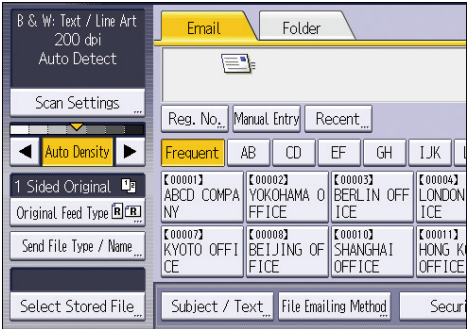 B & W: Text / Line Art
200 dpi
Auto Detect
Scan Settings
Auto Density
1 Sided Original
Original Feed Type
Send File Type / Name
Select Stored File
Email
Folder
Reg. No.
Manual Entry
Recent
Frequent
AB
CD
EF
GH
IJK
【00001】
ABCD COMPA
NY
【00002】
YOKOHAMA O
FFICE
【00003】
BERLIN OFF
ICE
【00004】
LONDON
ICE
【00007】
KYOTO OFFI
CE
【00008】
BEIJING OF
FICE
【00010】
SHANGHAI
OFFICE
【00011】
HONG K
OFFICE
Subject / Text
File Emailing Method
Securi